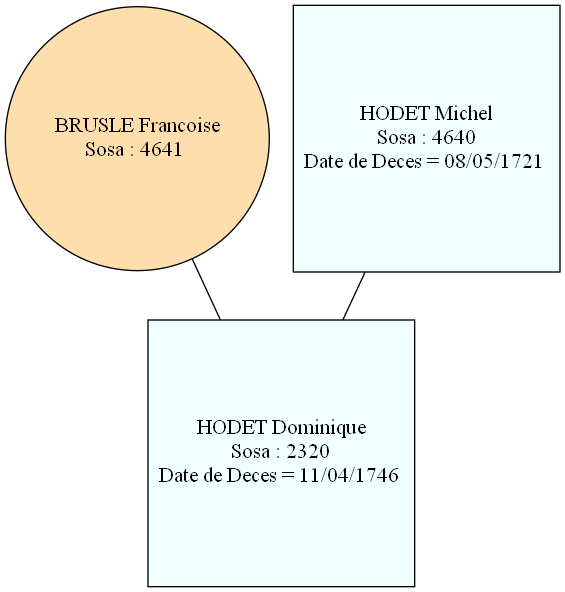 BRUSLE Francoise
Sosa : 4641
HODET Michel
Sosa : 4640
Date de Deces = 08/05/1721
HODET Dominique
Sosa : 2320
Date de Deces = 11/04/1746